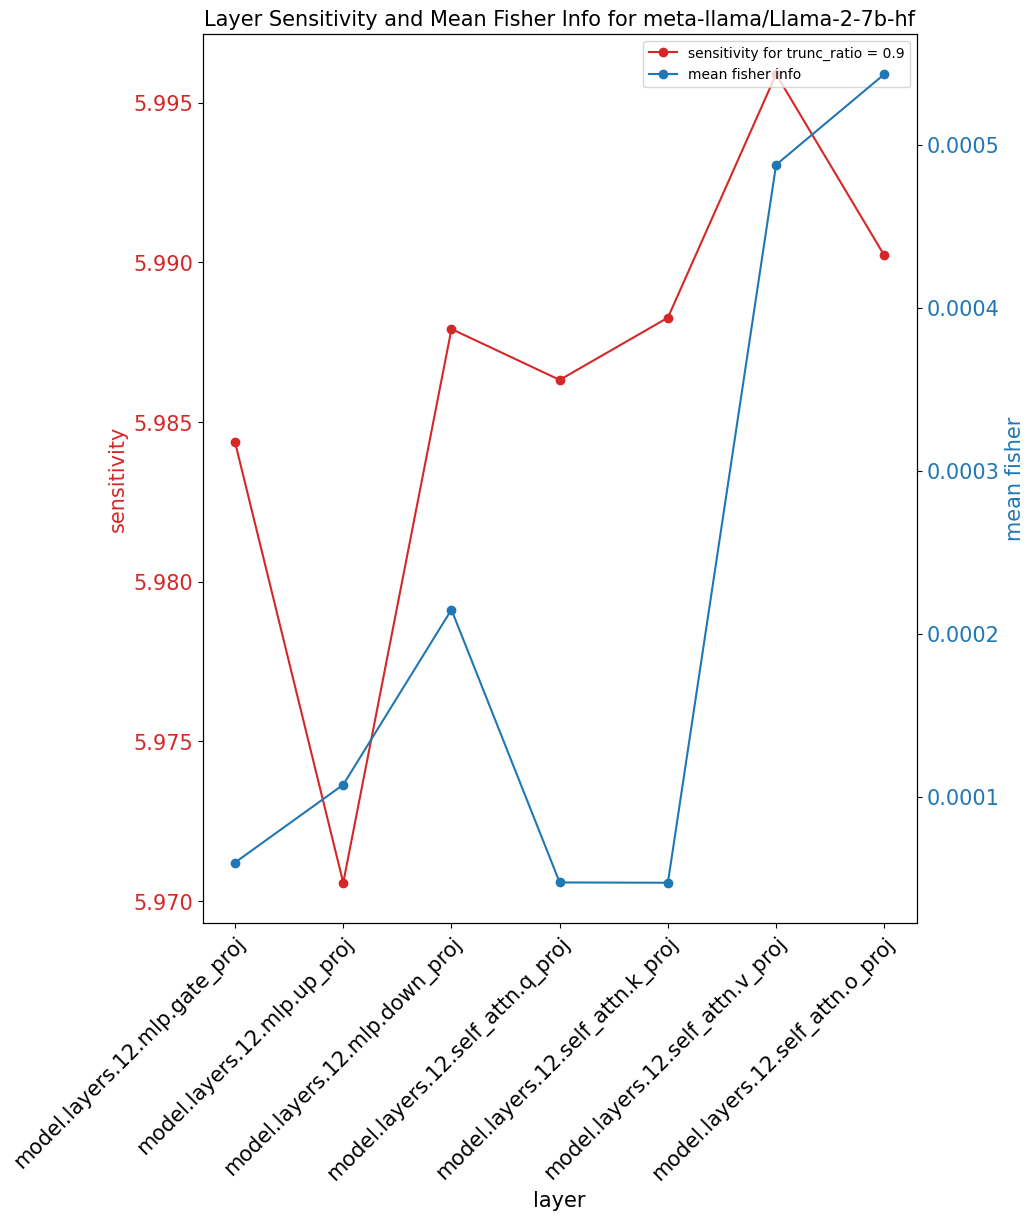 Layer Sensitivity and Mean Fisher Info for meta-llama/Llama-2-7b-hf
sensitivity for trunc_ratio = 0.9
mean fisher info
5.995
5.990
5.985
5.980
5.975
5.970
sensitivity
0.0005
0.0004
0.0003
0.0002
0.0001
mean fisher
model.layers.12.mlp.gate_proj
model.layers.12.mlp.up_proj
model.layers.12.mlp.down_proj
model.layers.12.self_attn.q_proj
model.layers.12.self_attn.k_proj
model.layers.12.self_attn.v_proj
model.layers.12.self_attn.o_proj
layer